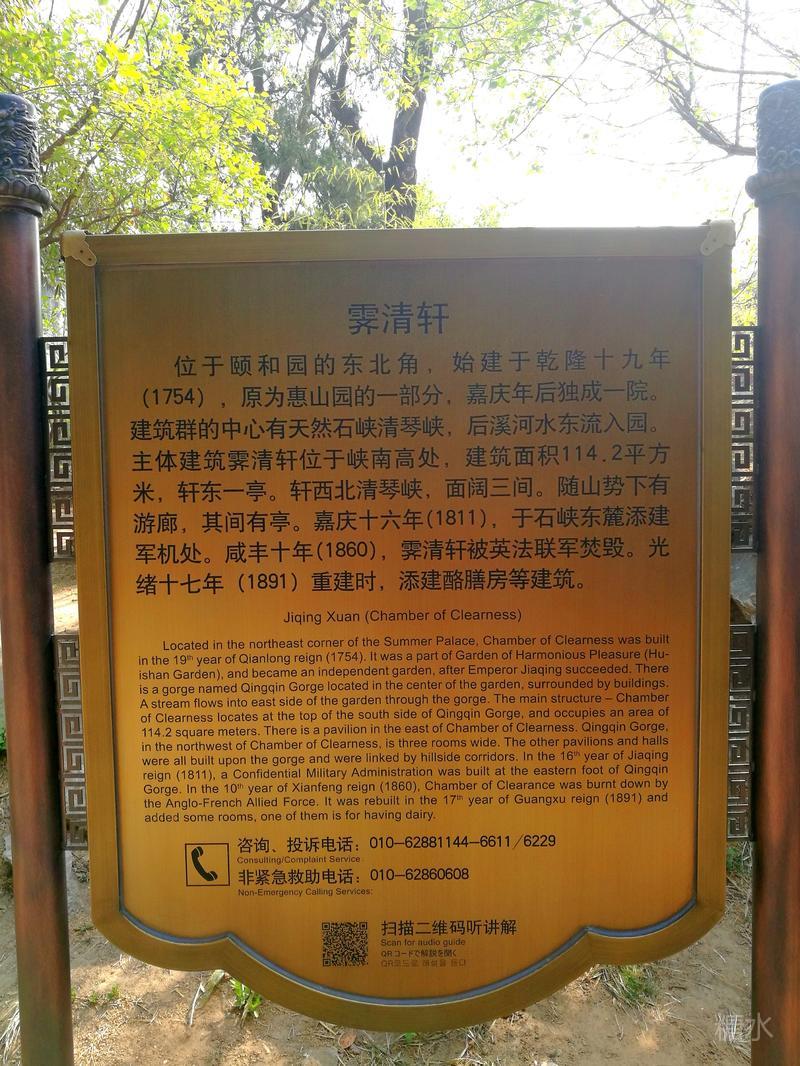 霁清轩
位于颐和园的东北角，始建于乾隆十九年
（1754），原为惠山园的一部分，嘉庆年后独成一院。
建筑群的中心有天然石峡清琴峡，后溪河水东流入园。
主体建筑霁清轩位于峡南高处，建筑面积114.2平方
米，轩东一亭。轩西北清琴峡，面阔三间。随山势下有
游廊，其间有亭。嘉庆十六年(1811)，于石峡东麓添建
军机处。咸丰十年(1860)，霁清轩被英法联军焚毁。光
绪十七年（1891）重建时，添建酪膳房等建筑。
Jiqing Xuan (Chamber of Clearness)
Located in the northeast corner of the Summer Palace, Chamber of Clearness was built
in the 19th year of Qianlong reign (1754). It was a part of Garden of Harmonious Pleasure (Hu-
ishan Garden), and became an independent garden, after Emperor Jiaqing succeeded. There
is a gorge named Qingqin Gorge located in the center of the garden, surrounded by buildings.
A stream flows into east side of the garden through the gorge. The main structure – Chamber
of Clearness locates at the top of the south side of Qingqin Gorge, and occupies an area of
114.2 square meters. There is a pavilion in the east of Chamber of Clearness. Qingqin Gorge,
in the northwest of Chamber of Clearness, is three rooms wide. The other pavilions and halls
were all built upon the gorge and were linked by hillside corridors. In the 16th year of Jiaqing
reign (1811), a Confidential Military Administration was built at the eastern foot of Qingqin
Gorge. In the 10th year of Xianfeng reign (1860), Chamber of Clearance was burnt down by
the Anglo-French Allied Force. It was rebuilt in the 17th year of Guangxu reign (1891) and
added some rooms, one of them is for having dairy.
咨询、投诉电话：010-62881144-6611/6229
Consulting/Complaint Service:
非紧急救助电话：010-62860608
Non-Emergency Calling Services:
扫描二维码听讲解
Scan for audio guide
QRコードで解説を聞く
QR코드로 해설을 듣다
糖水